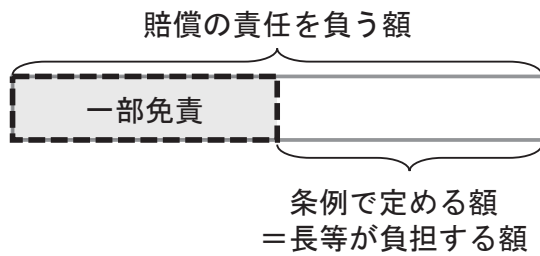 賠償の責任を負う額
一部免責
条例で定める額
＝長等が負担する額